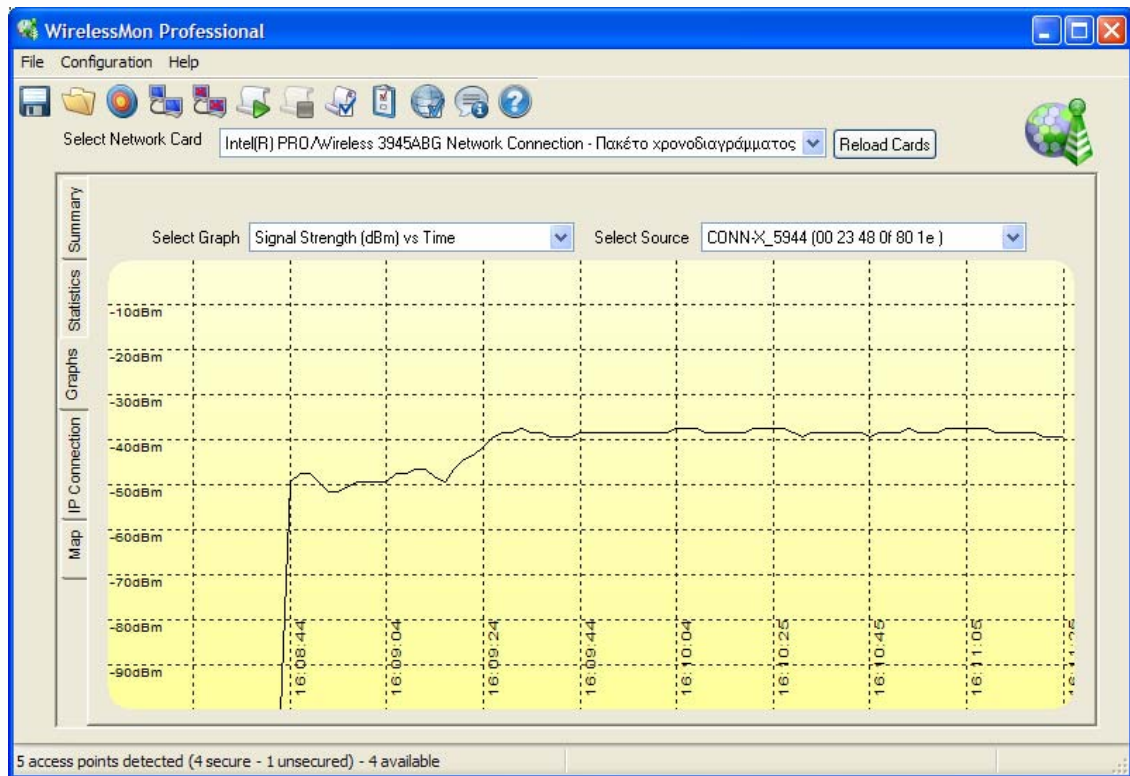 WirelessMon Professional
File Configuration Help
Select Network Card Intel(R) PRO/Wireless 3945ABG Network Connection - Πακέτο χρονοδιαγράμματος Reload Cards
Summary
Statistics
Graphs
IP Connection
Map
Select Graph Signal Strength (dBm) vs Time Select Source CONN-X_5944 (00 23 48 0f 80 1e )
-10dBm
-20dBm
-30dBm
-40dBm
-50dBm
-60dBm
-70dBm
-80dBm
-90dBm
16:08:44
16:09:04
16:09:24
16:09:44
16:10:04
16:10:25
16:10:45
16:11:05
5 access points detected (4 secure - 1 unsecured) - 4 available